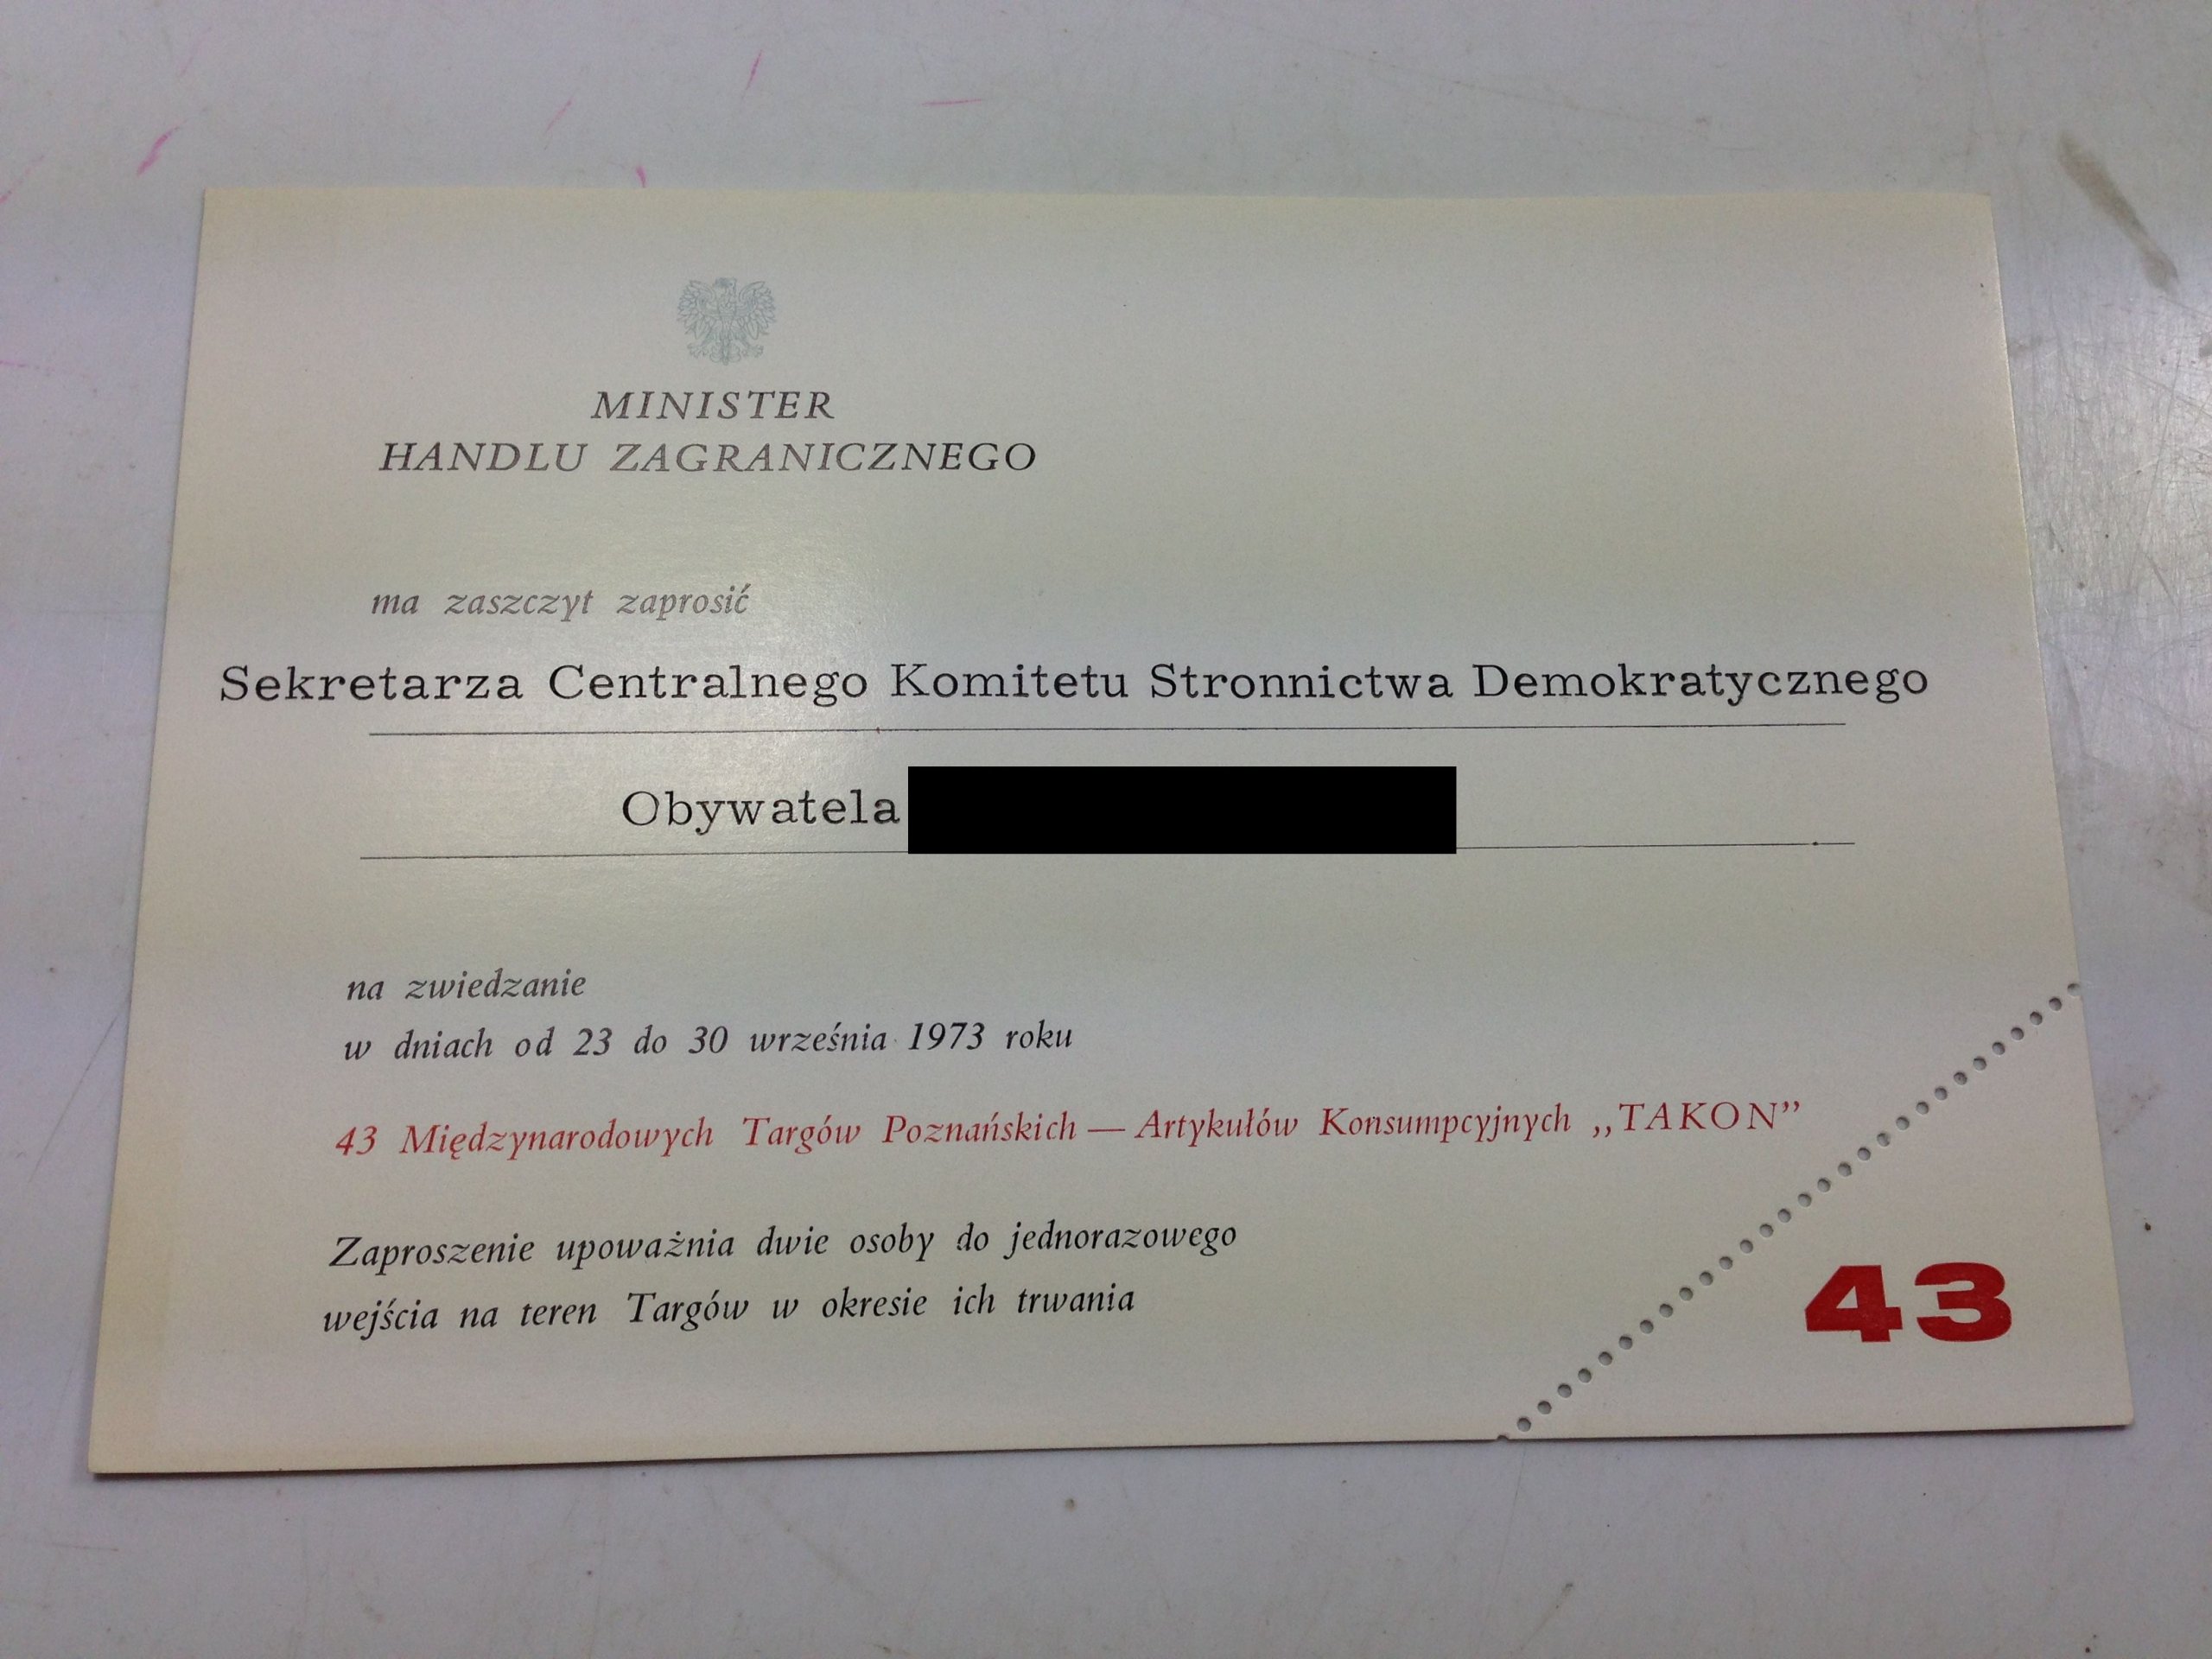 MINISTER
HANDLU ZAGRANICZNEGO
ma zaszczyt zaprosić
Sekretarza Centralnego Komitetu Stronnictwa Demokratycznego
Obywatela
na zwiedzanie
w dniach od 23 do 30 września 1973 roku
43 Międzynarodowych Targów Poznańskich — Artykułów Konsumpcyjnych „TAKON”
Zaproszenie upoważnia dwie osoby do jednorazowego
wejścia na teren Targów w okresie ich trwania
43